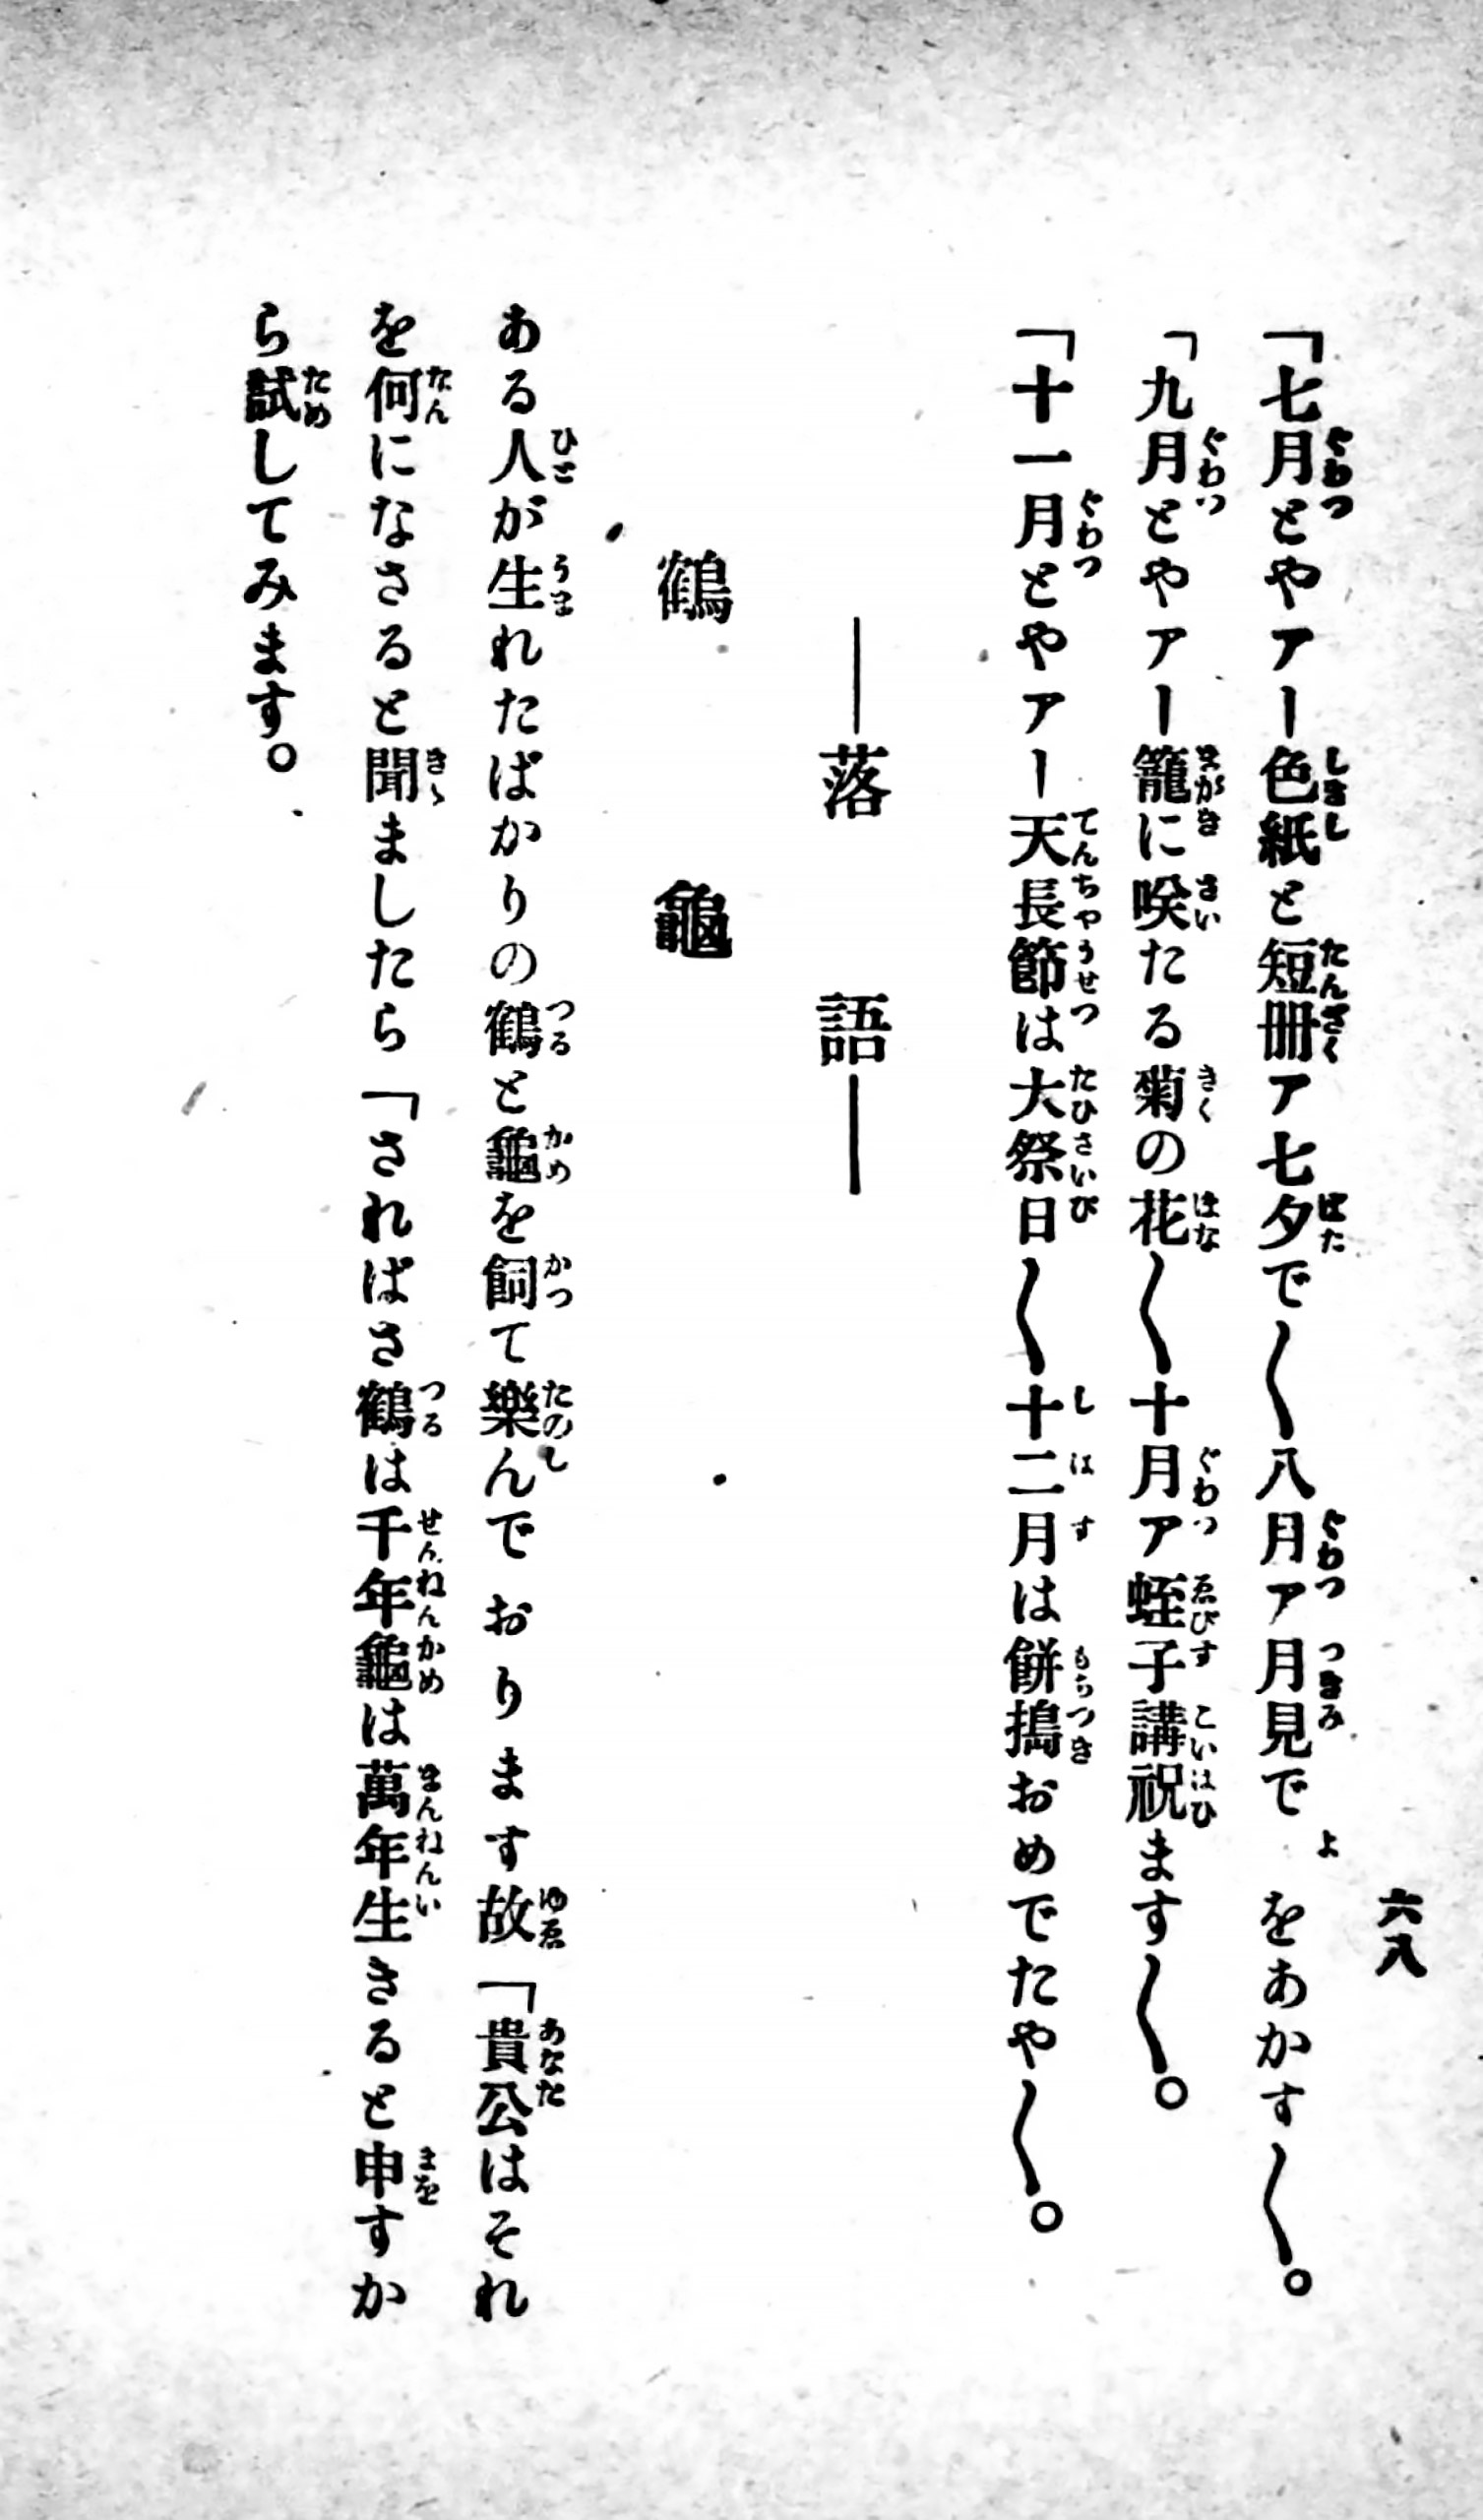 六八
「七月とやアー色紙と短冊ア七夕で〳〵八月ア月見で　をあかす〳〵。
「九月とやアー籠に咲たる菊の花〳〵十月ア蛭子講祝ます〳〵。
「十一月とやアー天長節は大祭日〳〵十二月は餅搗おめでたや〳〵。
――落語――
鶴龜
ある人が生れたばかりの鶴と龜を飼て樂んでおります故「貴公はそれ
を何になさると聞ましたら「さればさ鶴は千年龜は萬年生きると申すか
ら試してみます。